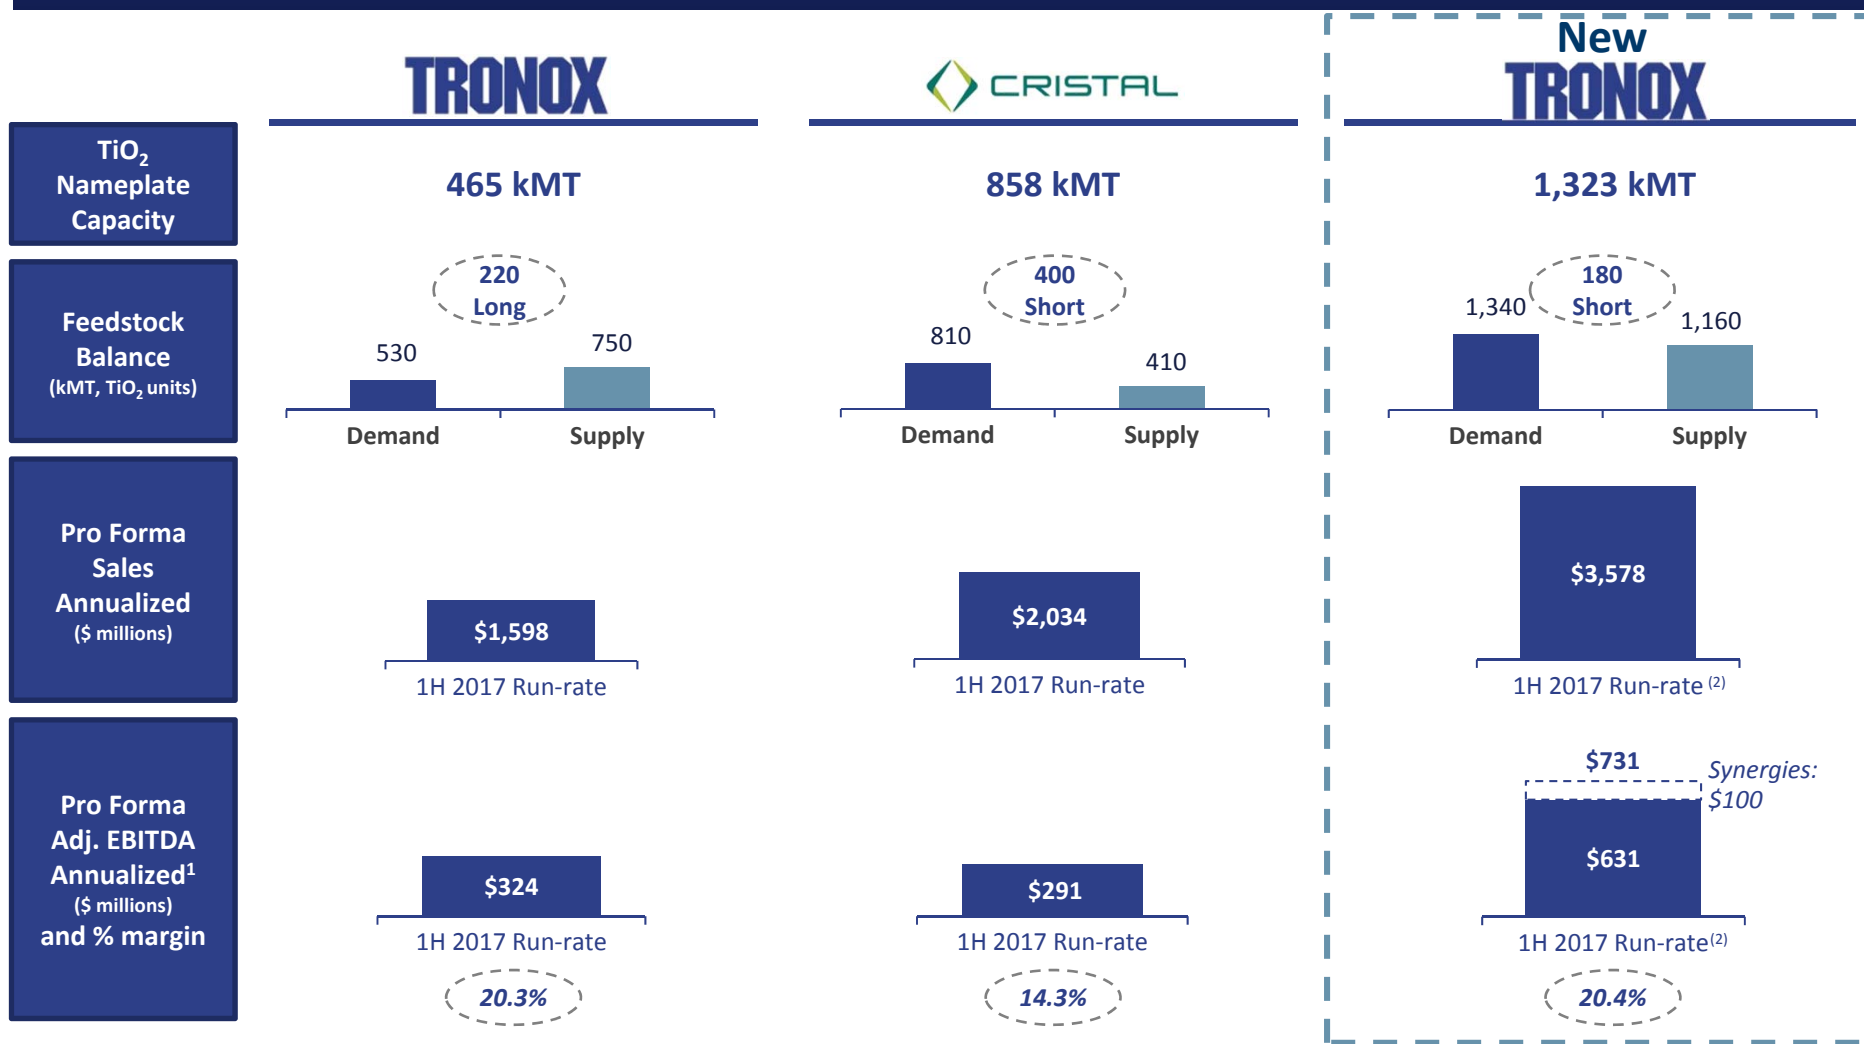 TRONOX
CRISTAL
New
TRONOX
TiO2
Nameplate
Capacity
465 kMT
858 kMT
1,323 kMT
Feedstock
Balance
(kMT, TiO2 units)
220
Long
530
750
Demand
Supply
400
Short
810
410
Demand
Supply
180
Short
1,340
1,160
Demand
Supply
Pro Forma
Sales
Annualized
($ millions)
$1,598
1H 2017 Run-rate
$2,034
1H 2017 Run-rate
$3,578
1H 2017 Run-rate (2)
Pro Forma
Adj. EBITDA
Annualized1
($ millions)
and % margin
$324
1H 2017 Run-rate
20.3%
$291
1H 2017 Run-rate
14.3%
$731
Synergies:
$100
$631
1H 2017 Run-rate(2)
20.4%